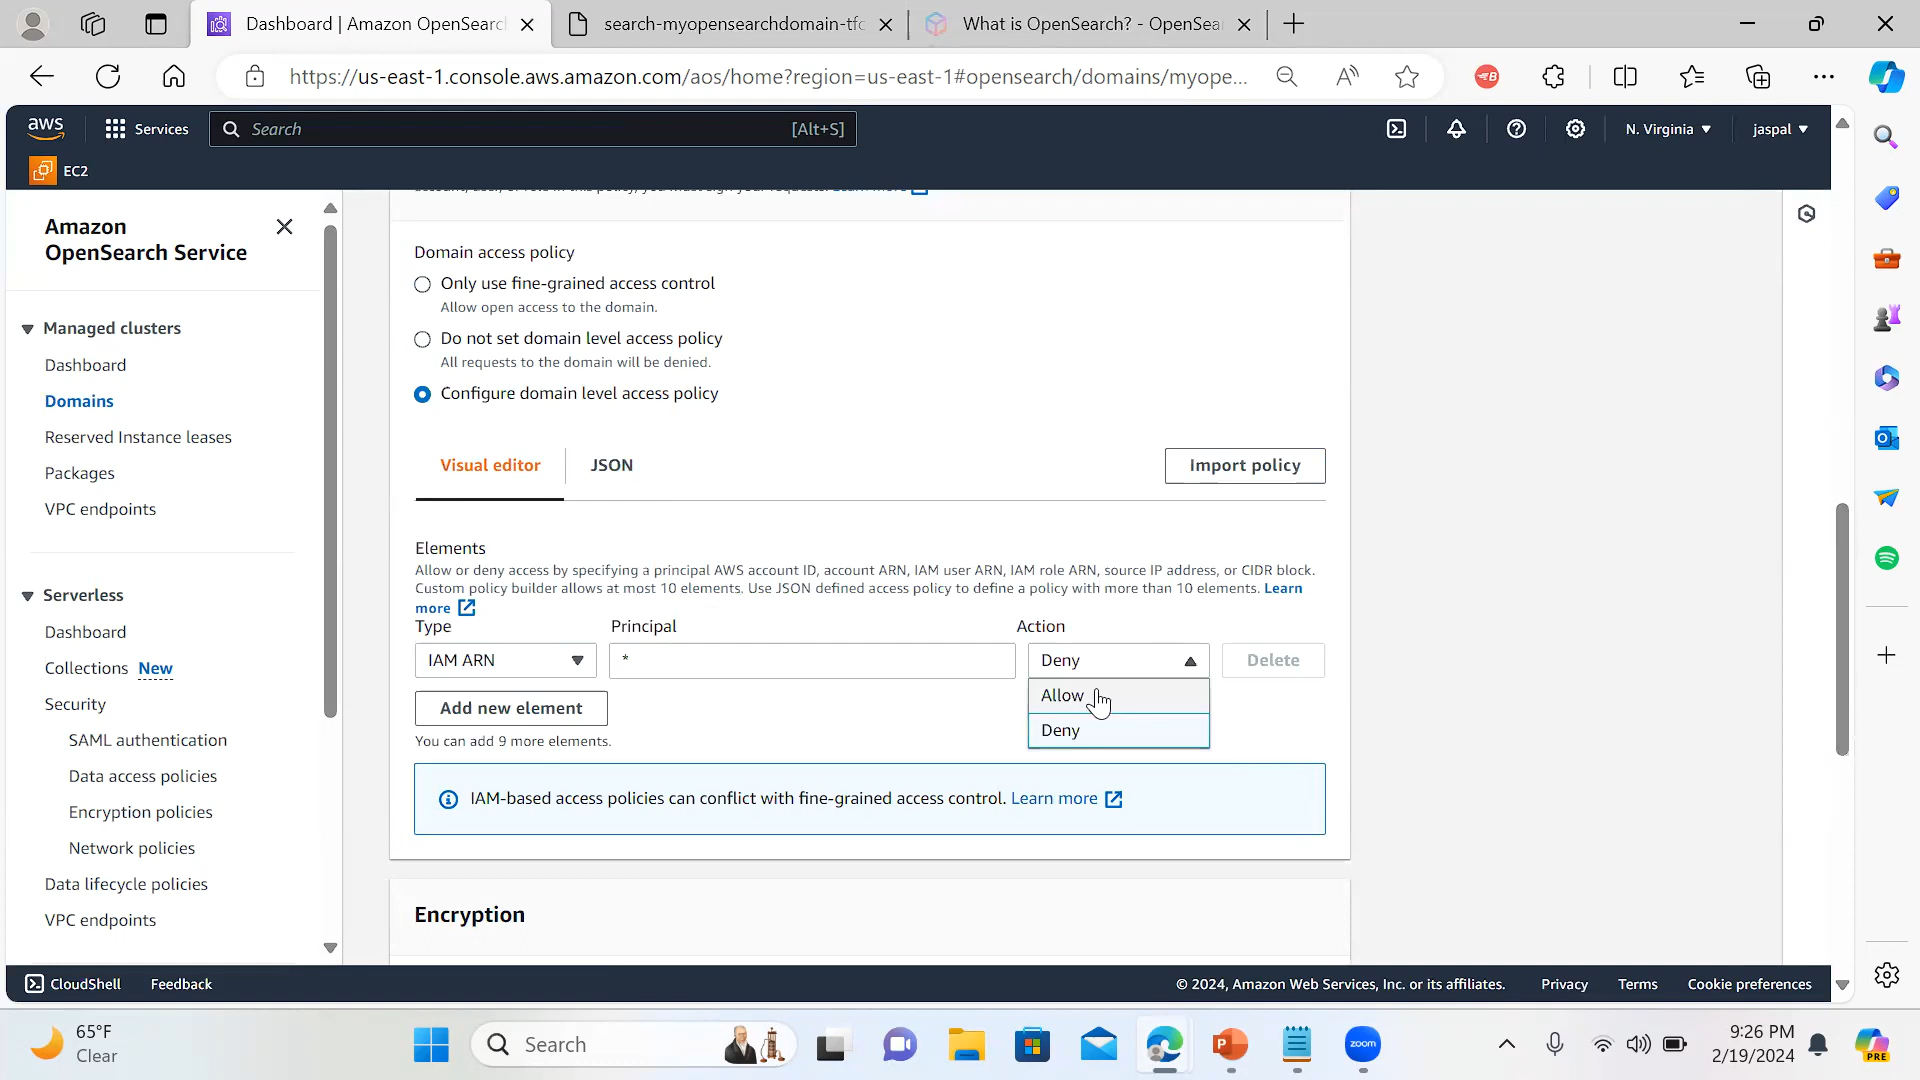 Dashboard | Amazon OpenSearc
search-myopensearchdomain-tfc
What is OpenSearch? - OpenSea
https://us-east-1.console.aws.amazon.com/aos/home?region=us-east-1#opensearch/domains/myope...
aws
Services
Search
[Alt+S]
N. Virginia
jaspal
EC2
Amazon
OpenSearch Service
Managed clusters
Dashboard
Domains
Reserved Instance leases
Packages
VPC endpoints
Serverless
Dashboard
Collections New
Security
SAML authentication
Data access policies
Encryption policies
Network policies
Data lifecycle policies
VPC endpoints
Domain access policy
Only use fine-grained access control
Allow open access to the domain.
Do not set domain level access policy
All requests to the domain will be denied.
Configure domain level access policy
Visual editor
JSON
Import policy
Elements
Allow or deny access by specifying a principal AWS account ID, account ARN, IAM user ARN, IAM role ARN, source IP address, or CIDR block.
Custom policy builder allows at most 10 elements. Use JSON defined access policy to define a policy with more than 10 elements. Learn
more
Type
Principal
Action
IAM ARN
*
Deny
Delete
Allow
Deny
Add new element
You can add 9 more elements.
IAM-based access policies can conflict with fine-grained access control. Learn more
Encryption
CloudShell
Feedback
© 2024, Amazon Web Services, Inc. or its affiliates.
Privacy
Terms
Cookie preferences
65°F
Clear
Search
zoom
9:26 PM
2/19/2024
PRE